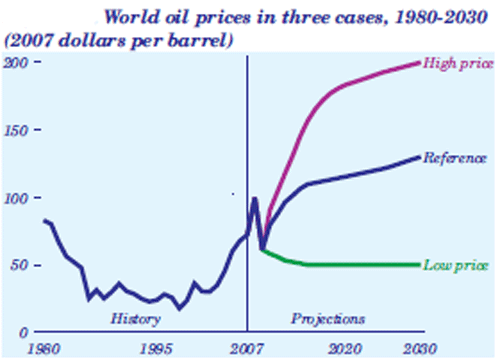 World oil prices in three cases, 1980-2030
(2007 dollars per barrel)
200
High price
150
Reference
100
50
Low price
0
History
Projections
1980 1995 2007 2020 2030